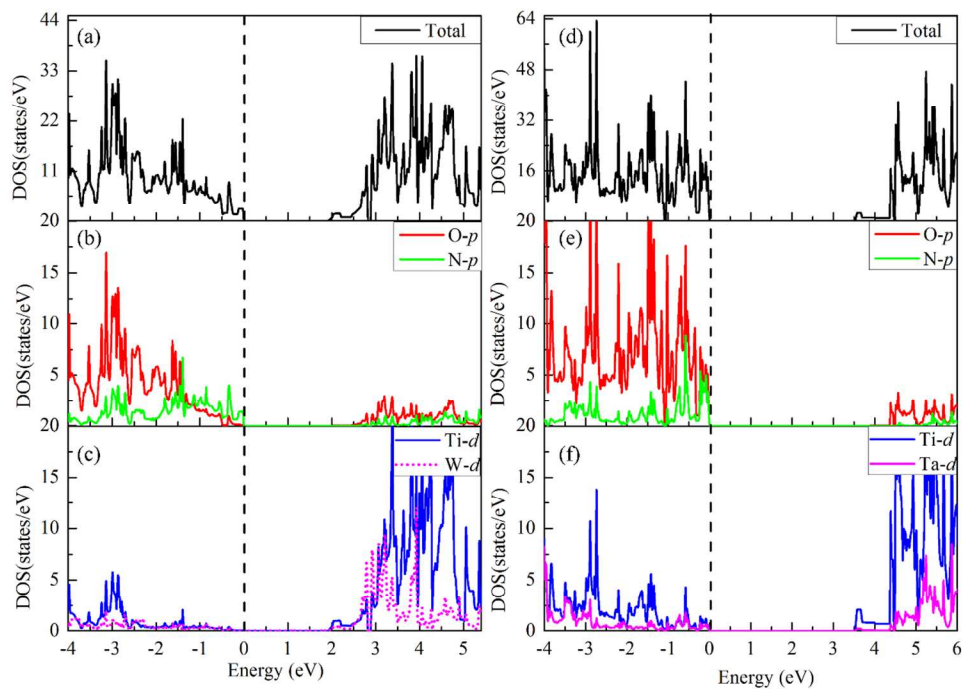 (a)
Total
DOS(states/eV)
44
33
22
11
20
(b)
O-p
N-p
DOS(states/eV)
15
10
5
20
(c)
Ti-d
W-d
DOS(states/eV)
15
10
5
0
-4 -3 -2 -1 0 1 2 3 4 5
Energy (eV)
(d)
Total
DOS(states/eV)
64
48
32
16
20
(e)
O-p
N-p
DOS(states/eV)
15
10
5
20
(f)
Ti-d
Ta-d
DOS(states/eV)
15
10
5
0
-4 -3 -2 -1 0 1 2 3 4 5 6
Energy (eV)